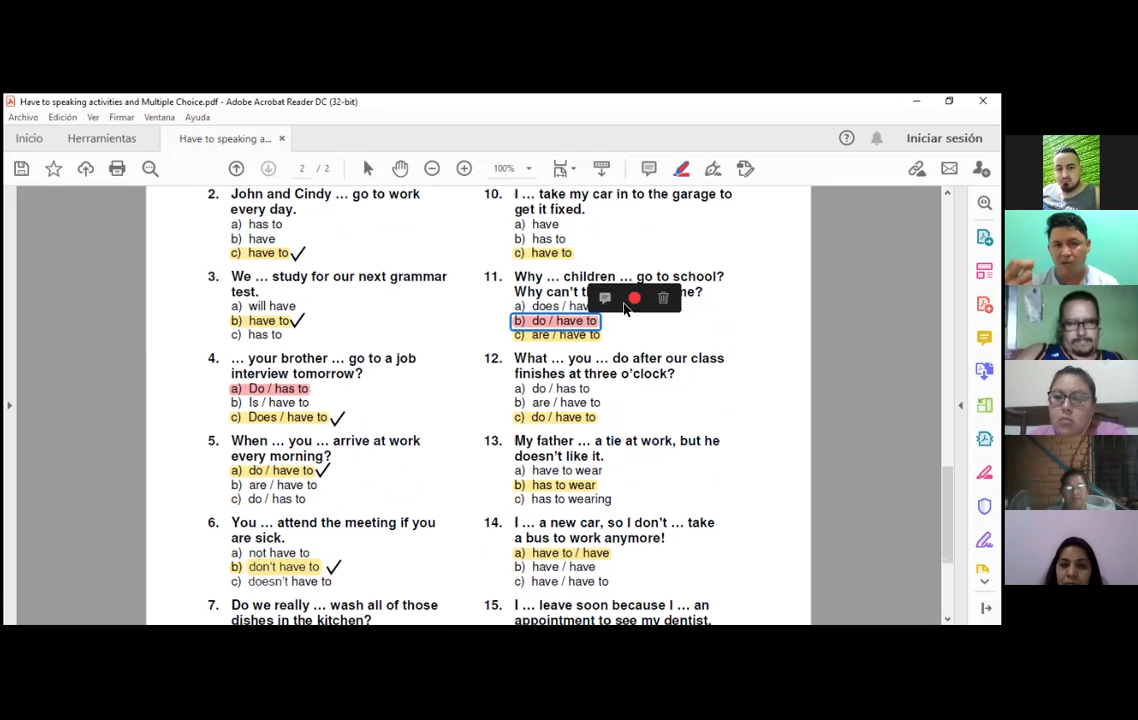 Have to speaking activities and Multiple Choice.pdf - Adobe Acrobat Reader DC (32-bit)
Archivo Edición Ver Firmar Ventana Ayuda
Inicio Herramientas Have to speaking a... × Iniciar sesión
2 / 2 100%
2. John and Cindy … go to work
every day.
a) has to
b) have
c) have to
3. We … study for our next grammar
test.
a) will have
b) have to
c) has to
4. … your brother … go to a job
interview tomorrow?
a) Do / has to
b) Is / have to
c) Does / have to
5. When … you … arrive at work
every morning?
a) do / have to
b) are / have to
c) do / has to
6. You … attend the meeting if you
are sick.
a) not have to
b) don't have to
c) doesn't have to
7. Do we really … wash all of those
dishes in the kitchen?
10. I … take my car in to the garage to
get it fixed.
a) have
b) has to
c) have to
11. Why … children … go to school?
Why can't me?
a) does / hav
b) do / have to
c) are / have to
12. What … you … do after our class
finishes at three o'clock?
a) do / has to
b) are / have to
c) do / have to
13. My father … a tie at work, but he
doesn't like it.
a) have to wear
b) has to wear
c) has to wearing
14. I … a new car, so I don't … take
a bus to work anymore!
a) have to / have
b) have / have
c) have / have to
15. I … leave soon because I … an
appointment to see my dentist.